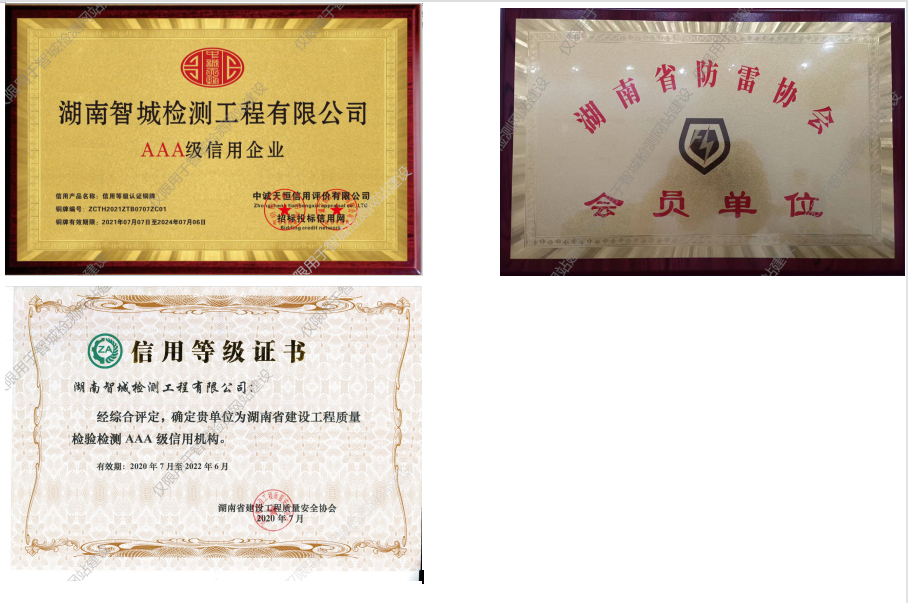 湖南智城检测工程有限公司
AAA级信用企业
信用产品名称：信用等级认证铜牌
铜牌编号：ZCTH2021ZTB0707ZC01
铜牌有效期限：2021年07月07日至2024年07月06日
中诚天恒信用评价有限公司
招标投标信用网
Bidding credit network
湖南省防雷协会
会员单位
ZA
信用等级证书
湖南智城检测工程有限公司：
经综合评定，确定贵单位为湖南省建设工程质量
检验检测 AAA 级信用机构。
有效期：2020 年 7 月至 2022 年 6 月
湖南省建设工程质量安全协会
2020 年 7 月